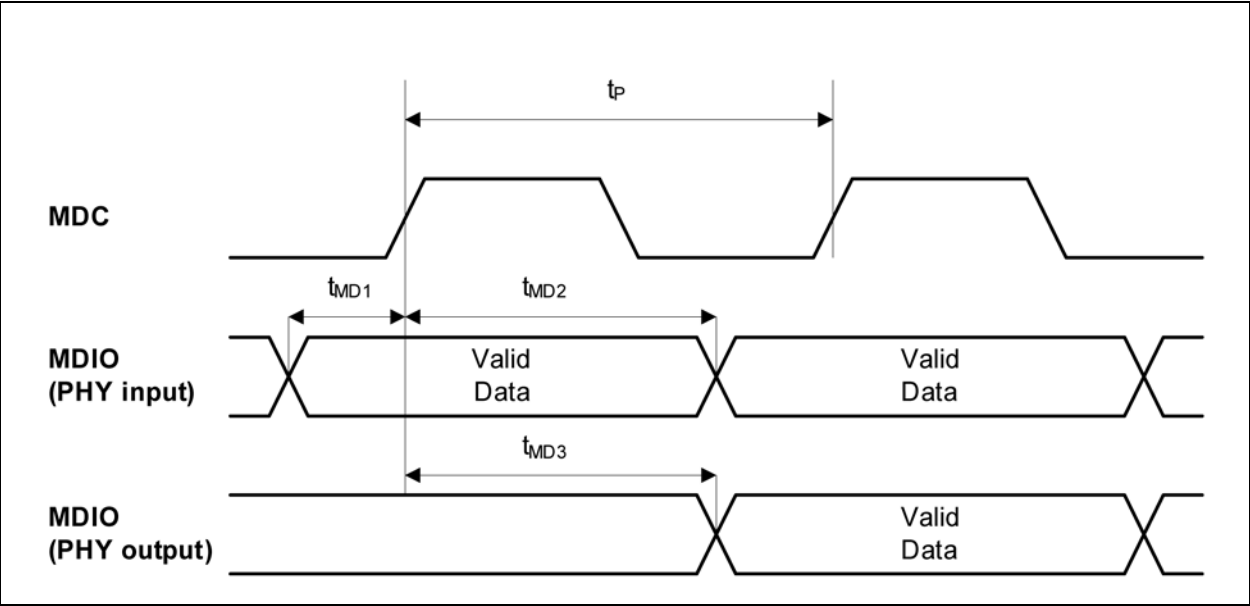 tP
MDC
tMD1
tMD2
MDIO
(PHY input)
Valid
Data
Valid
Data
tMD3
MDIO
(PHY output)
Valid
Data